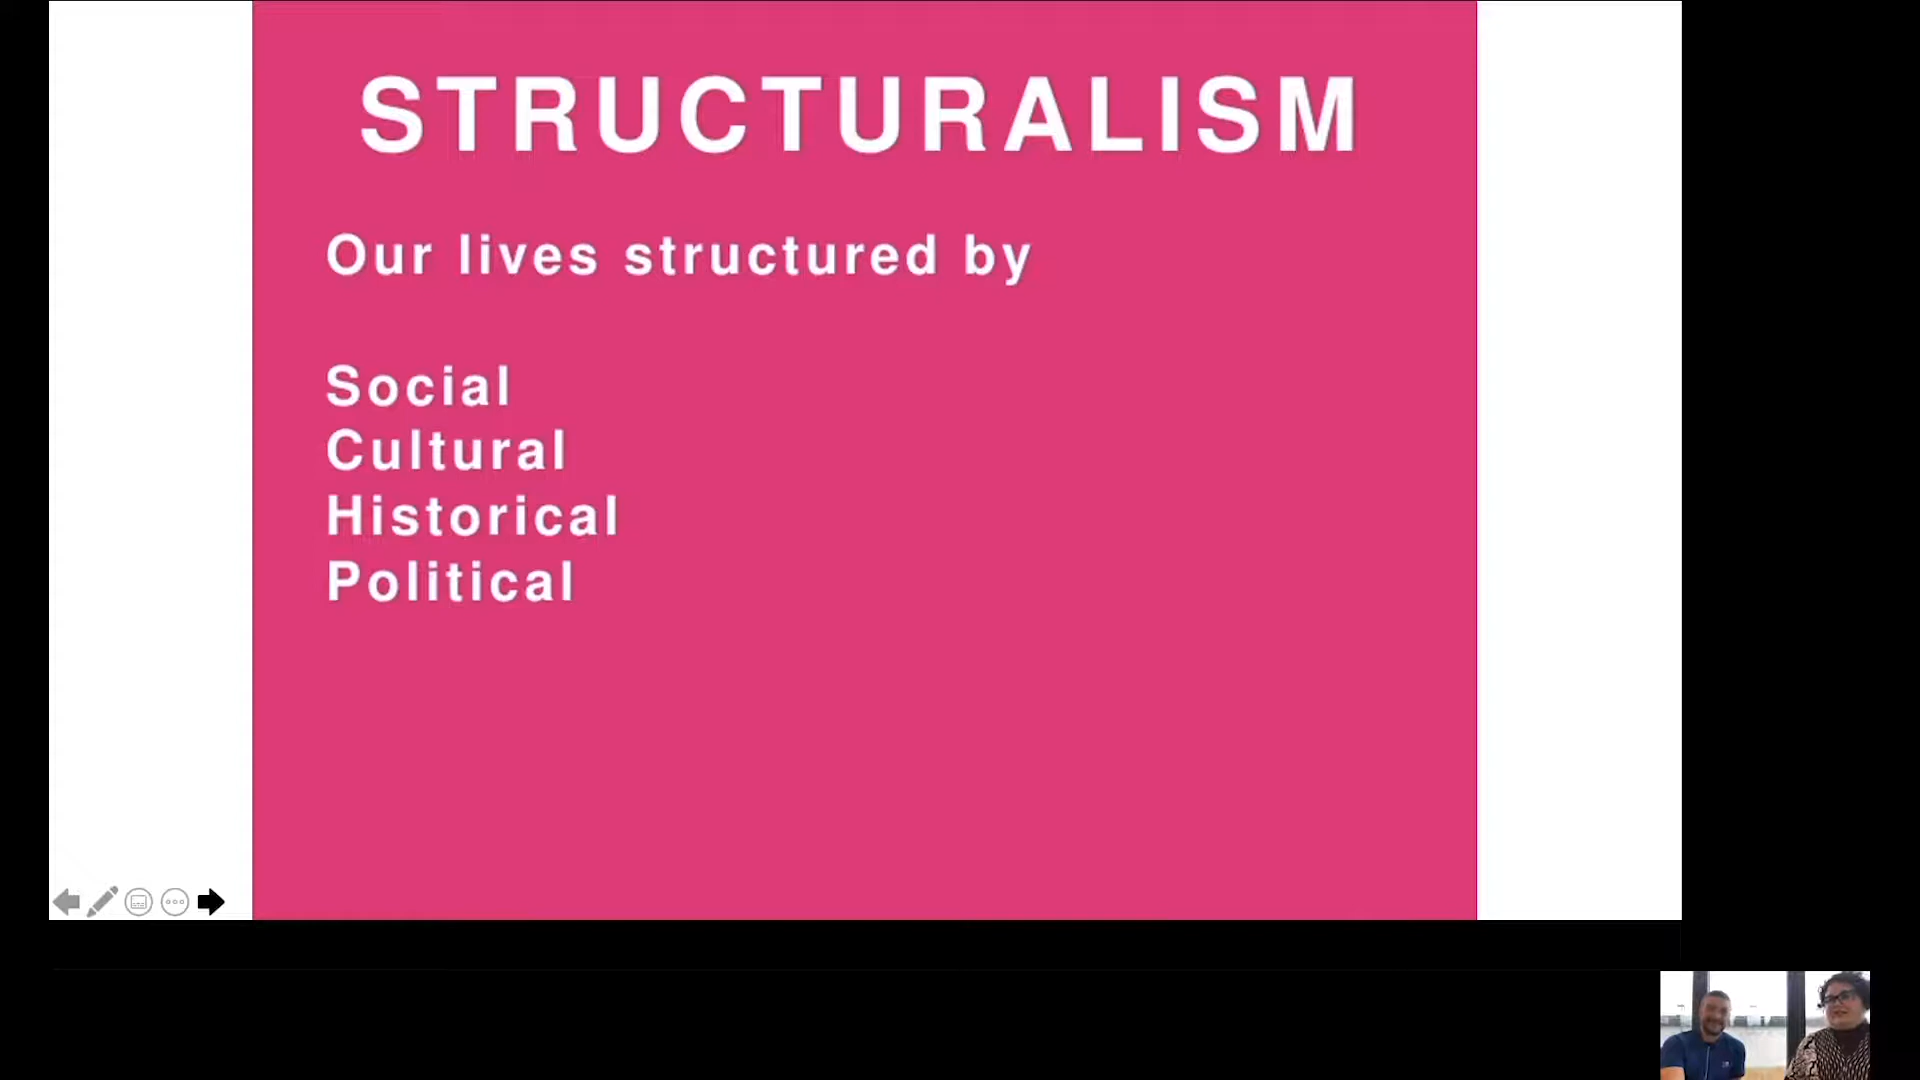 STRUCTURALISM
Our lives structured by
Social
Cultural
Historical
Political